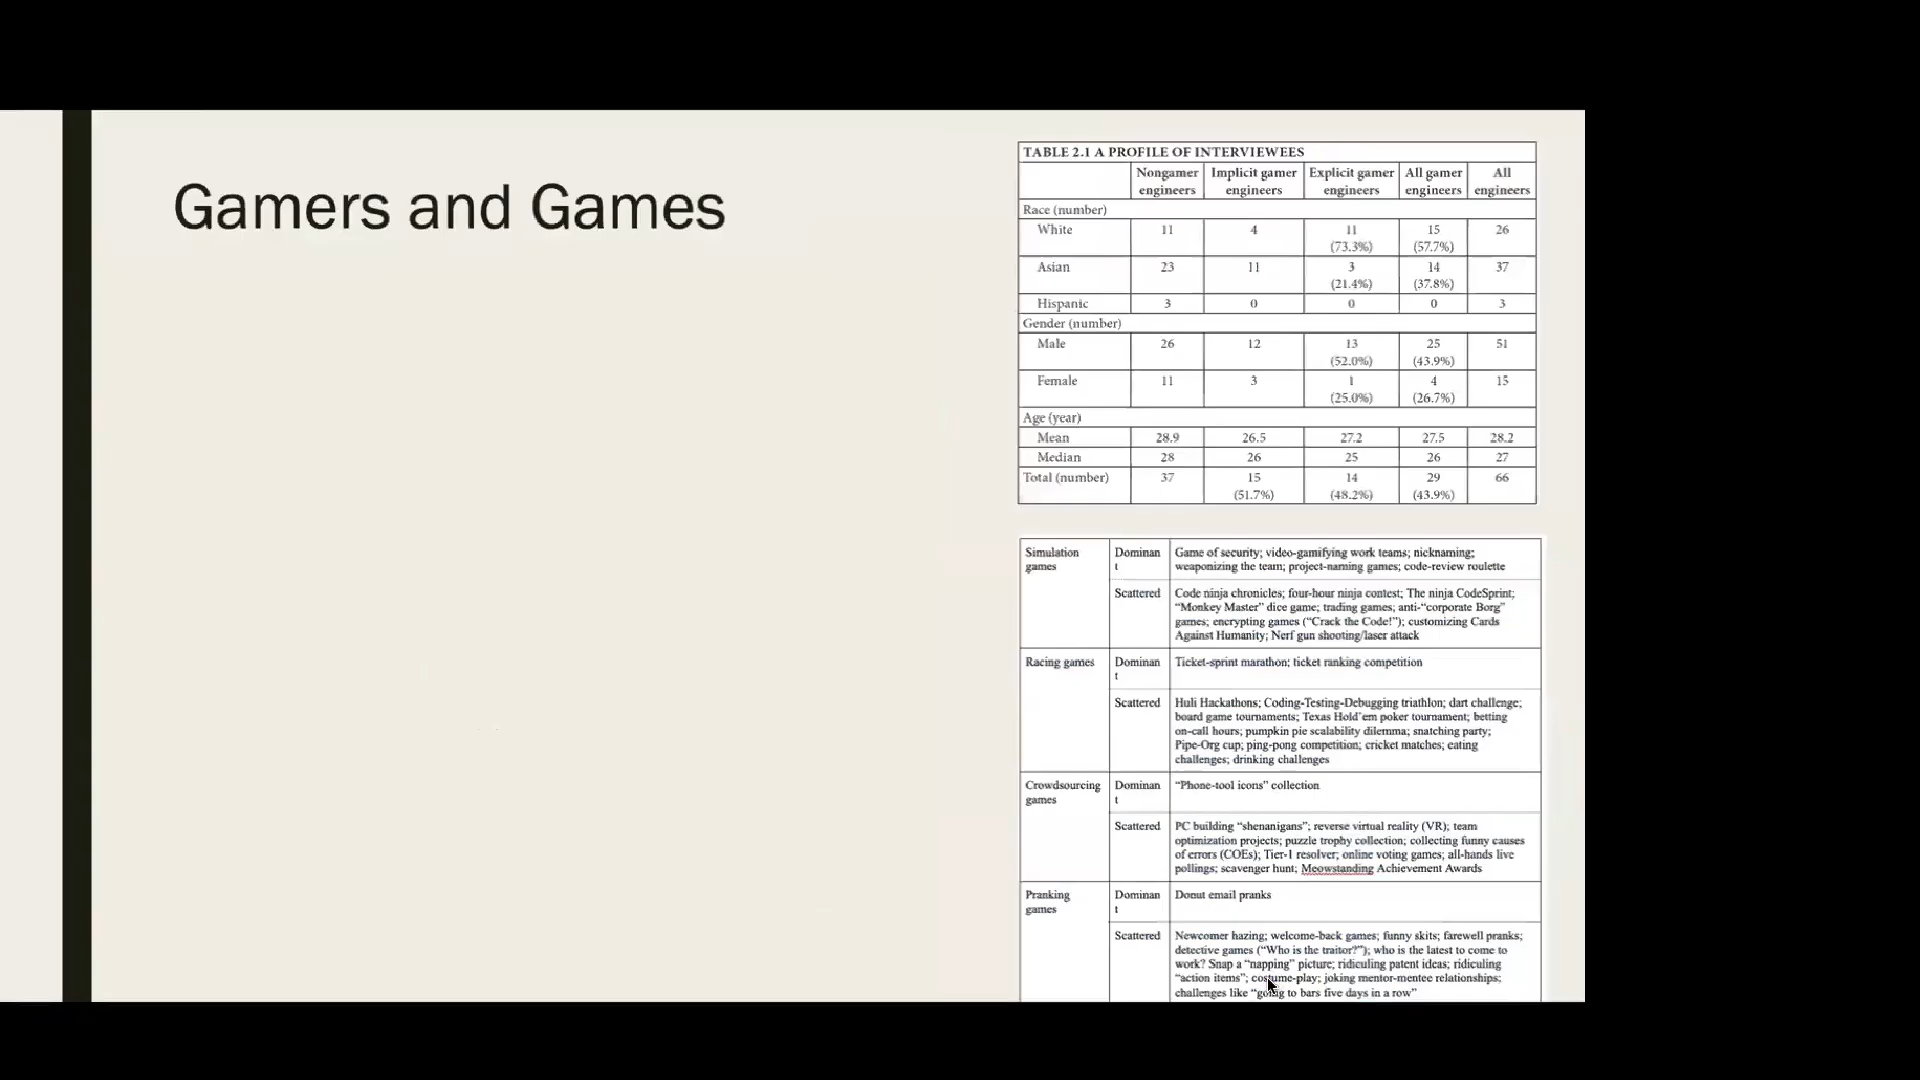 Gamers and Games
TABLE 2.1 A PROFILE OF INTERVIEWEES
Nongamer engineers Implicit gamer engineers Explicit gamer engineers All gamer engineers All engineers
Race (number)
White 11 4 11 (73.3%) 15 (57.7%) 26
Asian 23 11 3 (21.4%) 14 (37.8%) 37
Hispanic 3 0 0 0 3
Gender (number)
Male 26 12 13 (52.0%) 25 (43.9%) 51
Female 11 3 1 (25.0%) 4 (26.7%) 15
Age (year)
Mean 28.9 26.5 27.2 27.5 28.2
Median 28 26 25 26 27
Total (number) 37 15 (51.7%) 14 (48.2%) 29 (43.9%) 66
Simulation games
Dominant
Game of security; video-gamifying work teams; nicknaming;
weaponizing the team; project-naming games; code-review roulette
Scattered
Code ninja chronicles; four-hour ninja contest; The ninja CodeSprint;
“Monkey Master” dice game; trading games; anti-“corporate Borg”
games; encrypting games (“Crack the Code!”); customizing Cards
Against Humanity; Nerf gun shooting/laser attack
Racing games
Dominant
Ticket-sprint marathon; ticket ranking competition
Scattered
Huli Hackathons; Coding-Testing-Debugging triathlon; dart challenge;
board game tournaments; Texas Hold’em poker tournament; betting
on-call hours; pumpkin pie scalability dilemma; snatching party;
Pipe-Org cup; ping-pong competition; cricket matches; eating
challenges; drinking challenges
Crowdsourcing games
Dominant
“Phone-tool icons” collection
Scattered
PC building “shenanigans”; reverse virtual reality (VR); team
optimization projects; puzzle trophy collection; collecting funny causes
of errors (COEs); Tier-1 resolver; online voting games; all-hands live
pollings; scavenger hunt; Meowstanding Achievement Awards
Pranking games
Dominant
Donut email pranks
Scattered
Newcomer hazing; welcome-back games; funny skits; farewell pranks;
detective games (“Who is the traitor?”); who is the latest to come to
work? Snap a “napping” picture; ridiculing patent ideas; ridiculing
“action items”; costume-play; joking mentor-mentee relationships;
challenges like “going to bars five days in a row”